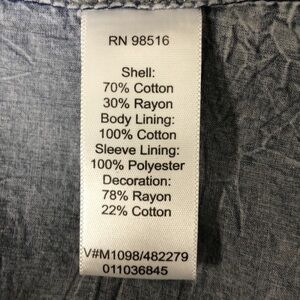 RN 98516
Shell:
70% Cotton
30% Rayon
Body Lining:
100% Cotton
Sleeve Lining:
100% Polyester
Decoration:
78% Rayon
22% Cotton
V#M1098/482279
011036845